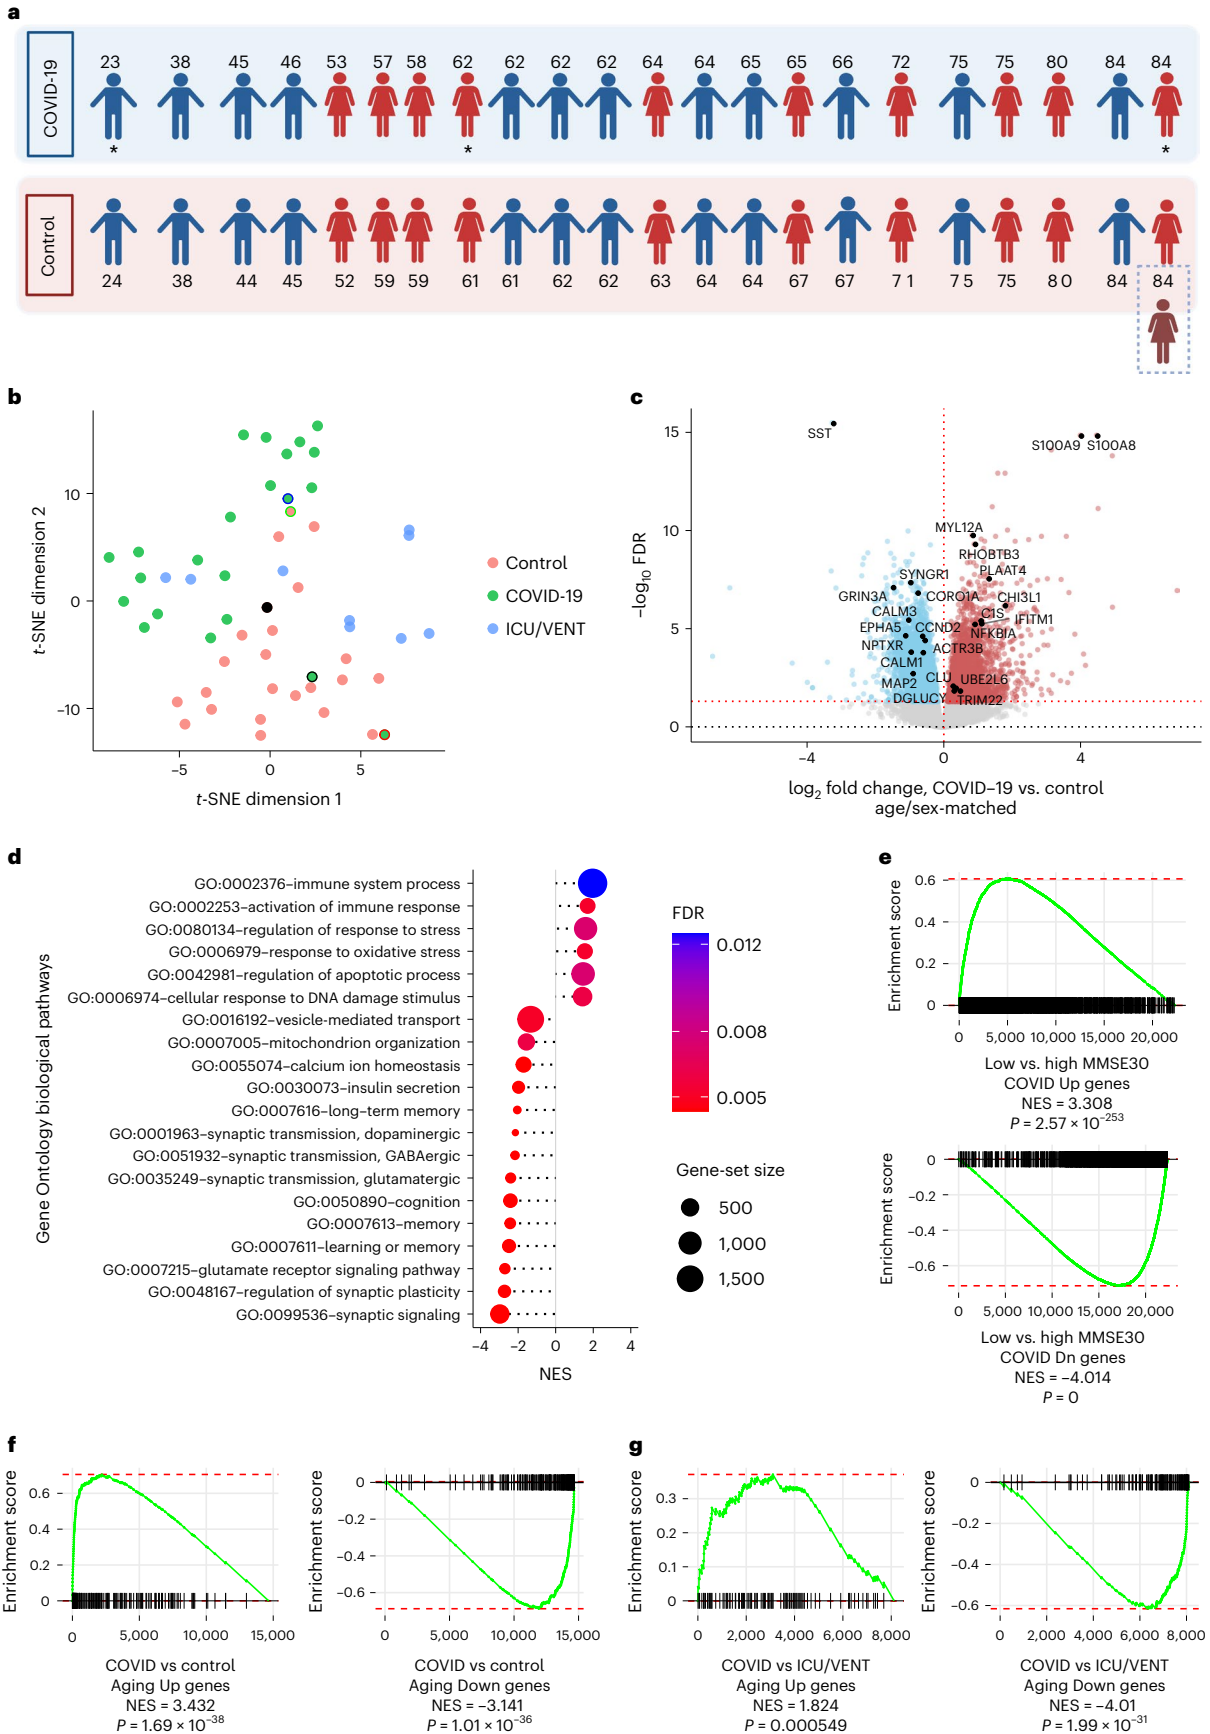 a
COVID-19
23 38 45 46 53 57 58 62 62 62 62 64 64 65 65 66 72 75 75 80 84 84
* * *
Control
24 38 44 45 52 59 59 61 61 62 62 63 64 64 67 67 71 75 75 80 84 84
b
t-SNE dimension 2
10
0
−10
−5 0 5
t-SNE dimension 1
Control
COVID-19
ICU/VENT
c
−log10 FDR
15
10
5
0
SST
S100A9 S100A8
MYL12A
RHOBTB3
PLAAT4
SYNGR1
GRIN3A
CORO1A
CHI3L1
CALM3
C1S
IFITM1
EPHA5 CCND2
NFKBIA
NPTXR
ACTR3B
CALM1
CLU
UBE2L6
MAP2
DGLUCY
TRIM22
−4 0 4
log2 fold change, COVID–19 vs. control
age/sex-matched
d
Gene Ontology biological pathways
GO:0002376–immune system process
GO:0002253–activation of immune response
GO:0080134–regulation of response to stress
GO:0006979–response to oxidative stress
GO:0042981–regulation of apoptotic process
GO:0006974–cellular response to DNA damage stimulus
GO:0016192–vesicle-mediated transport
GO:0007005–mitochondrion organization
GO:0055074–calcium ion homeostasis
GO:0030073–insulin secretion
GO:0007616–long-term memory
GO:0001963–synaptic transmission, dopaminergic
GO:0051932–synaptic transmission, GABAergic
GO:0035249–synaptic transmission, glutamatergic
GO:0050890–cognition
GO:0007613–memory
GO:0007611–learning or memory
GO:0007215–glutamate receptor signaling pathway
GO:0048167–regulation of synaptic plasticity
GO:0099536–synaptic signaling
−4 −2 0 2 4
NES
FDR
0.012
0.008
0.005
Gene-set size
500
1,000
1,500
e
Enrichment score
0.6
0.4
0.2
0
0 5,000 10,000 15,000 20,000
Low vs. high MMSE30
COVID Up genes
NES = 3.308
P = 2.57 × 10−253
Enrichment score
0
−0.2
−0.4
−0.6
0 5,000 10,000 15,000 20,000
Low vs. high MMSE30
COVID Dn genes
NES = −4.014
P = 0
f
Enrichment score
0.6
0.4
0.2
0
0 5,000 10,000 15,000
COVID vs control
Aging Up genes
NES = 3.432
P = 1.69 × 10−38
Enrichment score
0
−0.2
−0.4
−0.6
0 5,000 10,000 15,000
COVID vs control
Aging Down genes
NES = −3.141
P = 1.01 × 10−36
g
Enrichment score
0.3
0.2
0.1
0
0 2,000 4,000 6,000 8,000
COVID vs ICU/VENT
Aging Up genes
NES = 1.824
P = 0.000549
Enrichment score
0
−0.2
−0.4
−0.6
0 2,000 4,000 6,000 8,000
COVID vs ICU/VENT
Aging Down genes
NES = −4.01
P = 1.99 × 10−31